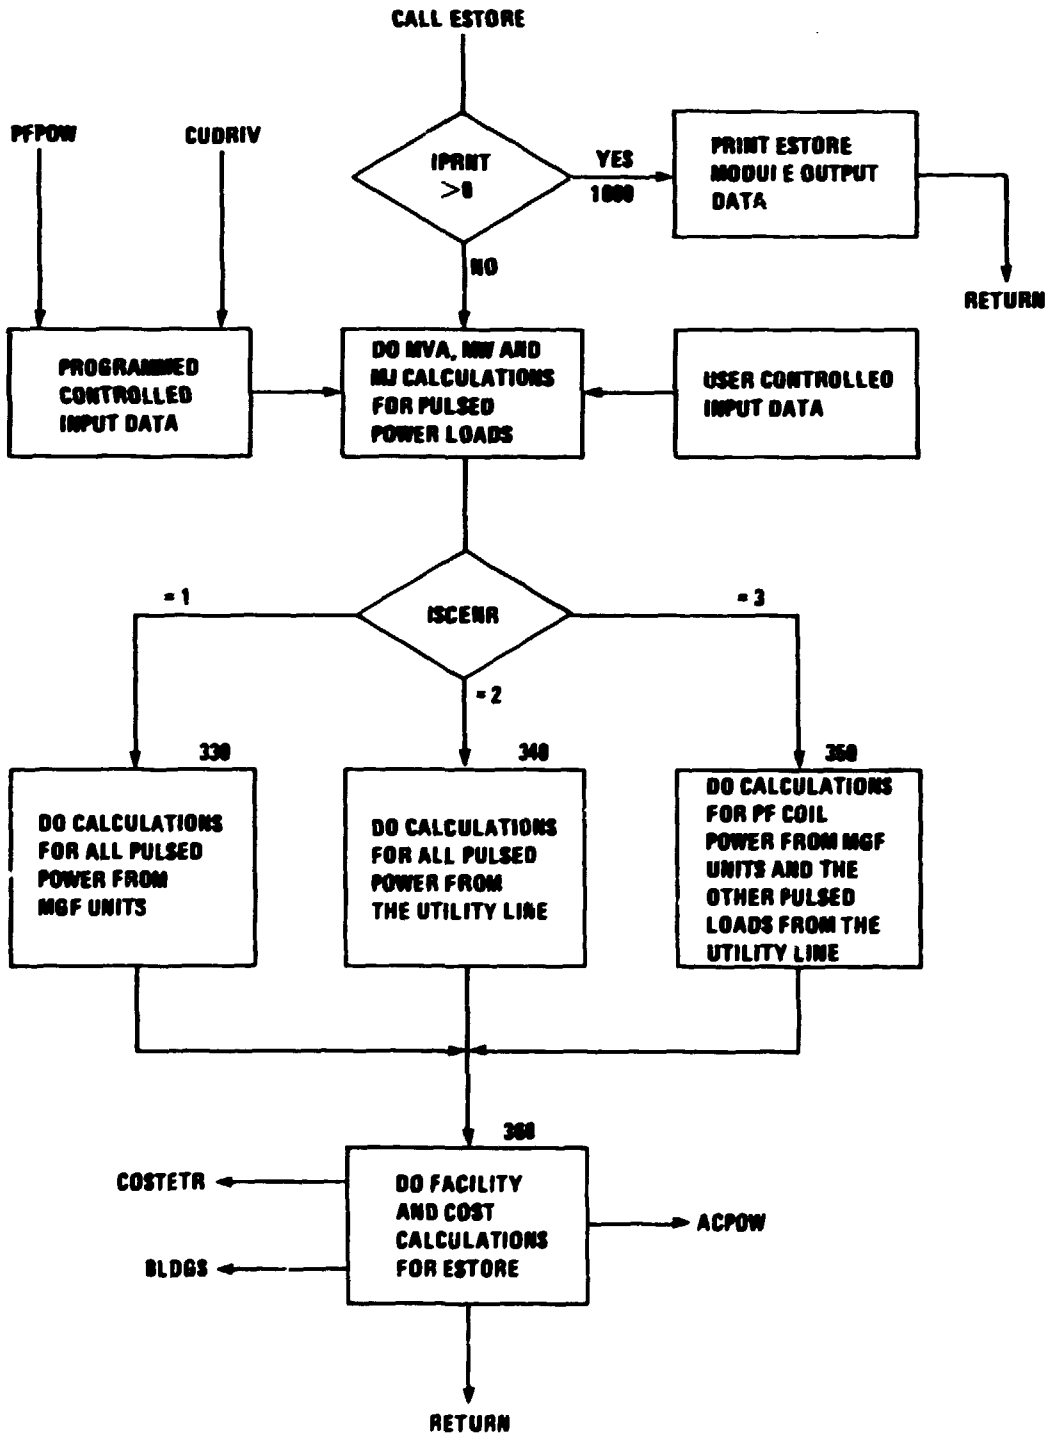 CALL ESTORE
PFPOW
CUDRIV
IPRNT
>0
YES
1000
PRINT ESTORE
MODULE OUTPUT
DATA
RETURN
NO
PROGRAMMED
CONTROLLED
INPUT DATA
DO MVA, MW AND
MJ CALCULATIONS
FOR PULSED
POWER LOADS
USER CONTROLLED
INPUT DATA
ISCENR
= 1
= 2
= 3
330
DO CALCULATIONS
FOR ALL PULSED
POWER FROM
MGF UNITS
340
DO CALCULATIONS
FOR ALL PULSED
POWER FROM
THE UTILITY LINE
350
DO CALCULATIONS
FOR PF COIL
POWER FROM MGF
UNITS AND THE
OTHER PULSED
LOADS FROM THE
UTILITY LINE
360
DO FACILITY
AND COST
CALCULATIONS
FOR ESTORE
COSTETR
BLDGS
ACPOW
RETURN